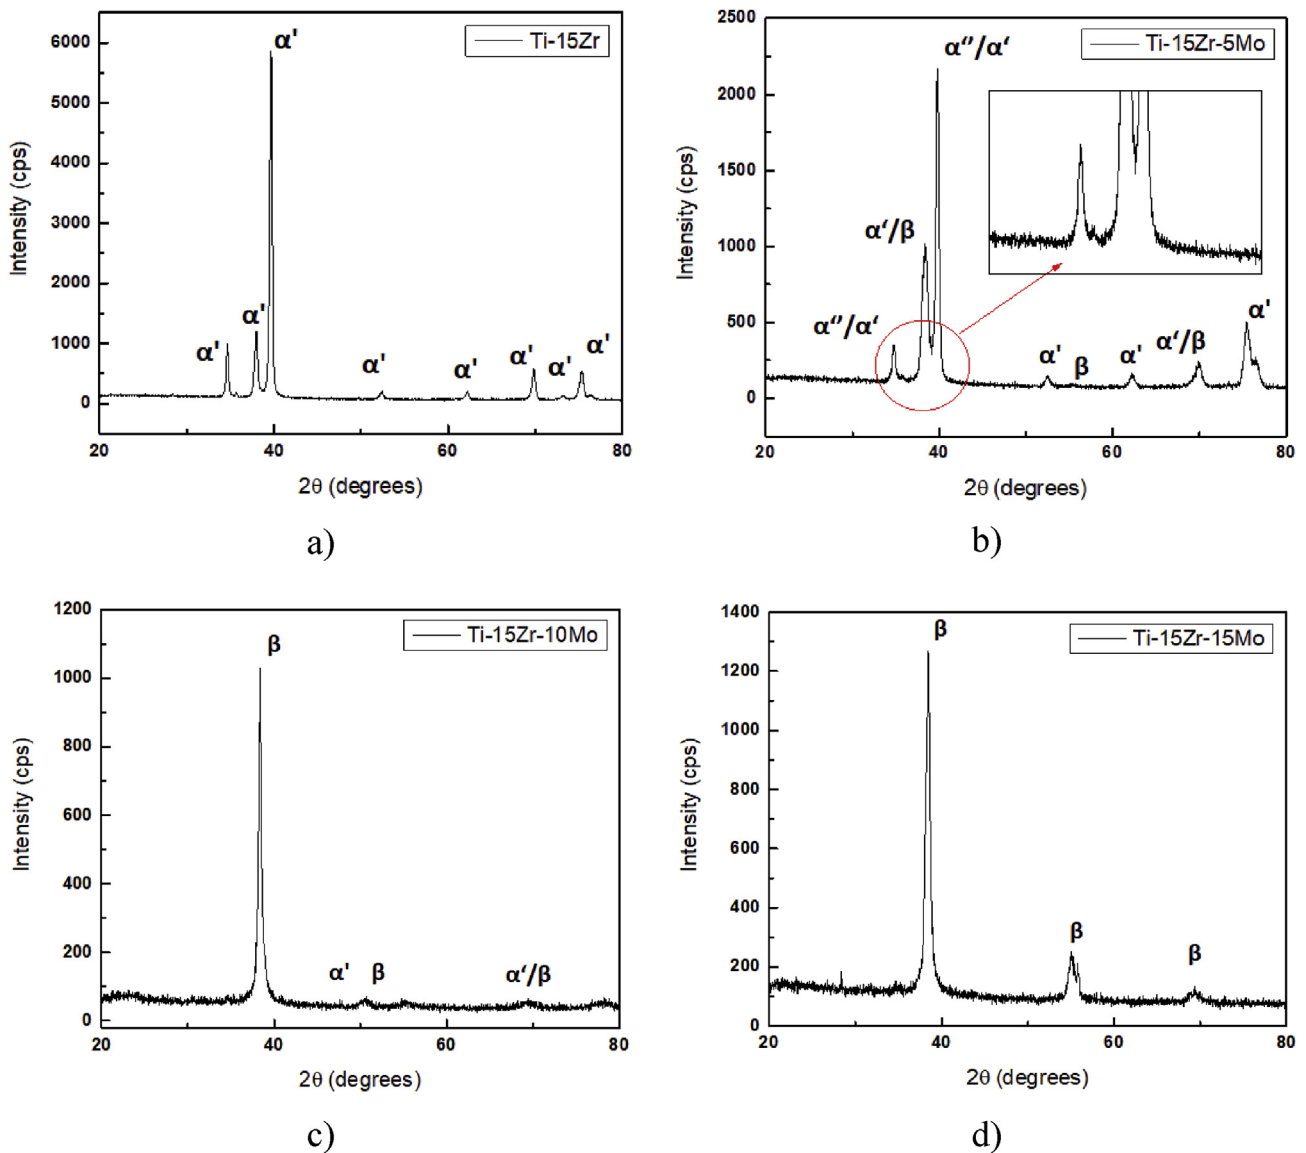 Ti-15Zr
α'
α'
α'
α'
α'
α'
α'
α'
6000
5000
4000
3000
2000
1000
0
Intensity (cps)
20 40 60 80
2θ (degrees)
a)
Ti-15Zr-5Mo
α″/α‘
α‘/β
α″/α‘
α'
β
α'
α‘/β
α'
2500
2000
1500
1000
500
0
Intensity (cps)
20 40 60 80
2θ (degrees)
b)
Ti-15Zr-10Mo
β
α'
β
α‘/β
1200
1000
800
600
400
200
0
Intensity (cps)
20 40 60 80
2θ (degrees)
c)
Ti-15Zr-15Mo
β
β
β
1400
1200
1000
800
600
400
200
0
Intensity (cps)
20 40 60 80
2θ (degrees)
d)